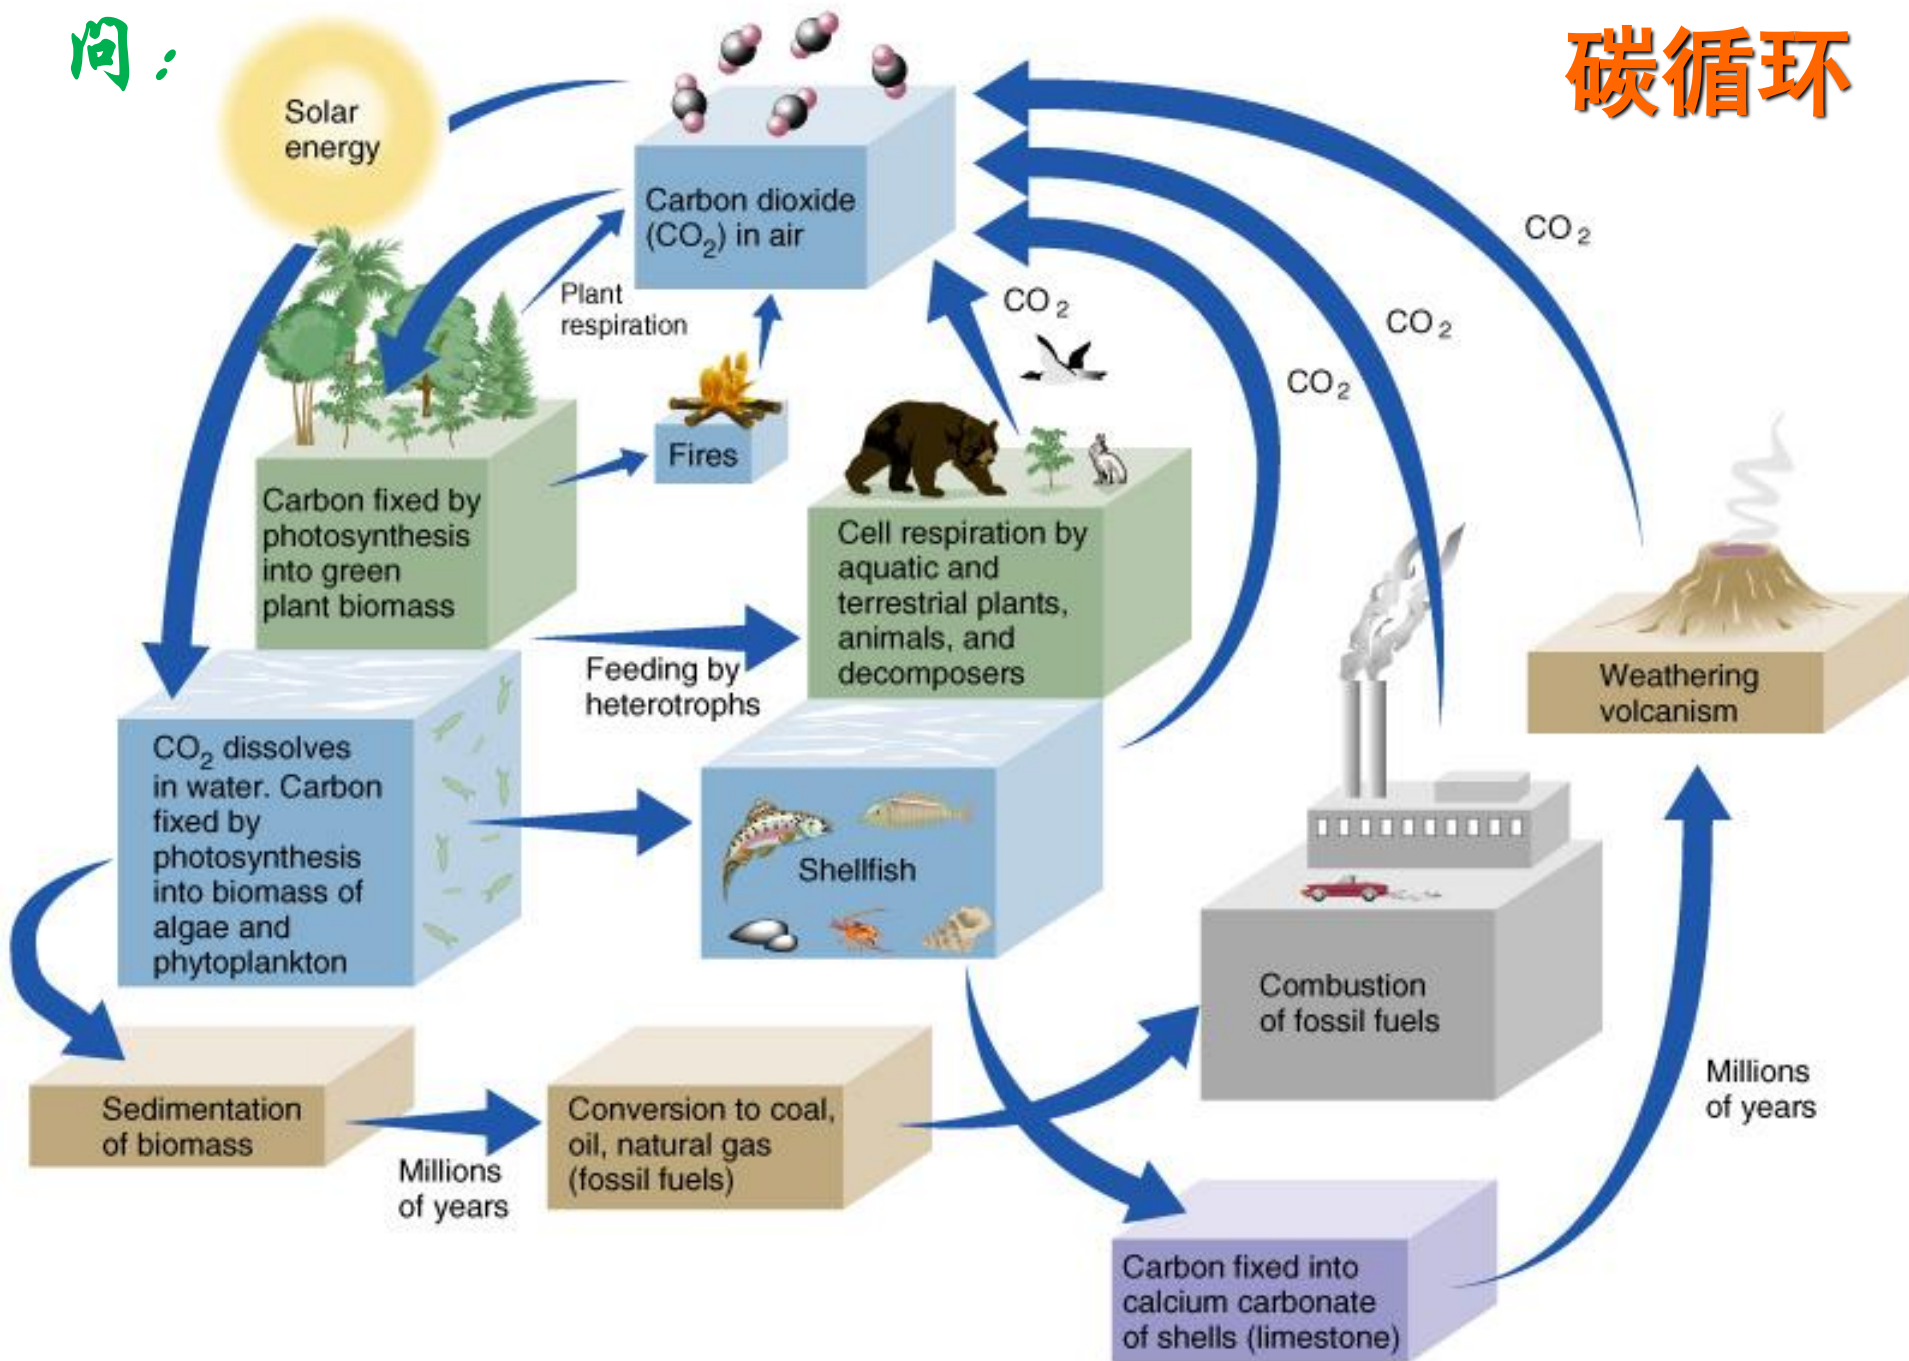 问：
碳循环
Solar
energy
Carbon dioxide
(CO₂) in air
CO₂
Plant
respiration
CO₂
CO₂
CO₂
Fires
Carbon fixed by
photosynthesis
into green
plant biomass
Cell respiration by
aquatic and
terrestrial plants,
animals, and
decomposers
Feeding by
heterotrophs
Weathering
volcanism
CO₂ dissolves
in water. Carbon
fixed by
photosynthesis
into biomass of
algae and
phytoplankton
Shellfish
Combustion
of fossil fuels
Millions
of years
Sedimentation
of biomass
Millions
of years
Conversion to coal,
oil, natural gas
(fossil fuels)
Carbon fixed into
calcium carbonate
of shells (limestone)